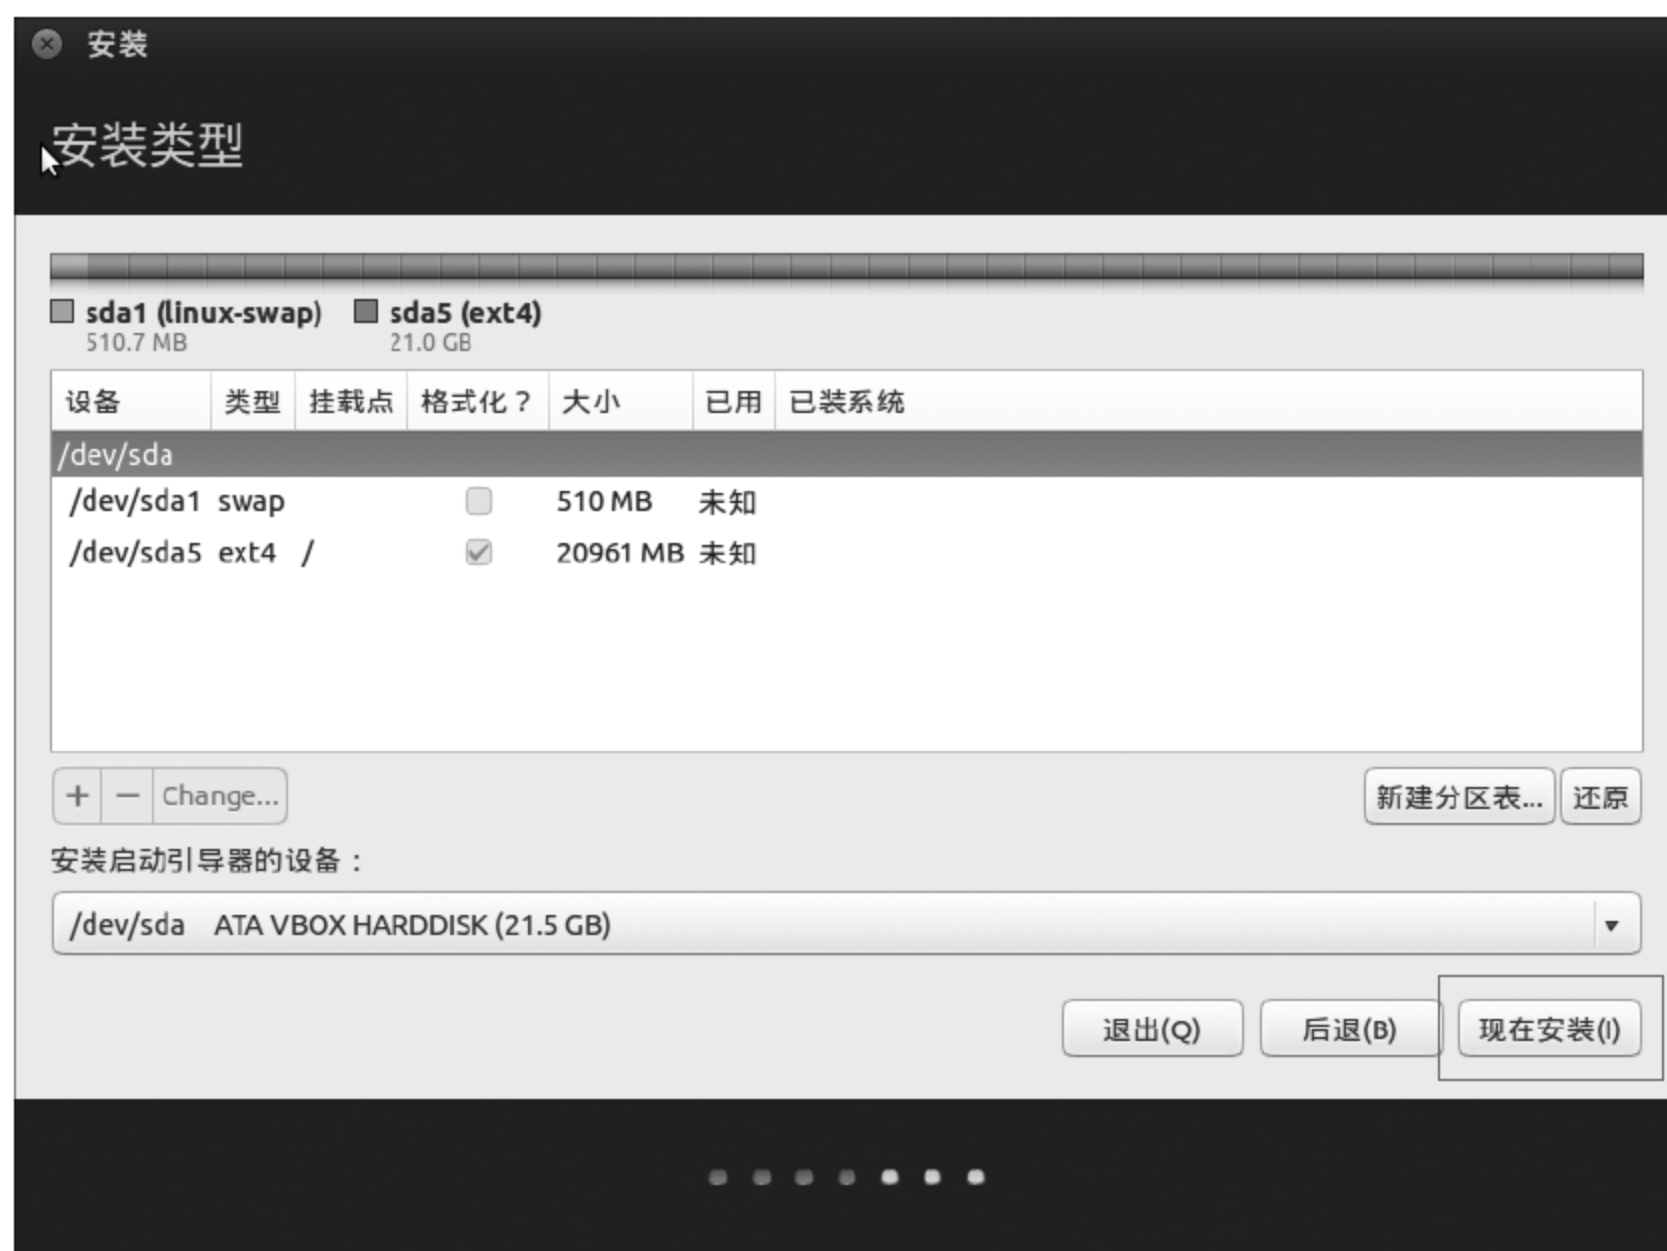 安装
安装类型
sda1 (linux-swap) sda5 (ext4)
510.7 MB 21.0 GB
设备 类型 挂载点 格式化？ 大小 已用 已装系统
/dev/sda
/dev/sda1 swap 510 MB 未知
/dev/sda5 ext4 / 20961 MB 未知
+ − Change... 新建分区表... 还原
安装启动引导器的设备：
/dev/sda ATA VBOX HARDDISK (21.5 GB)
退出(Q) 后退(B) 现在安装(I)